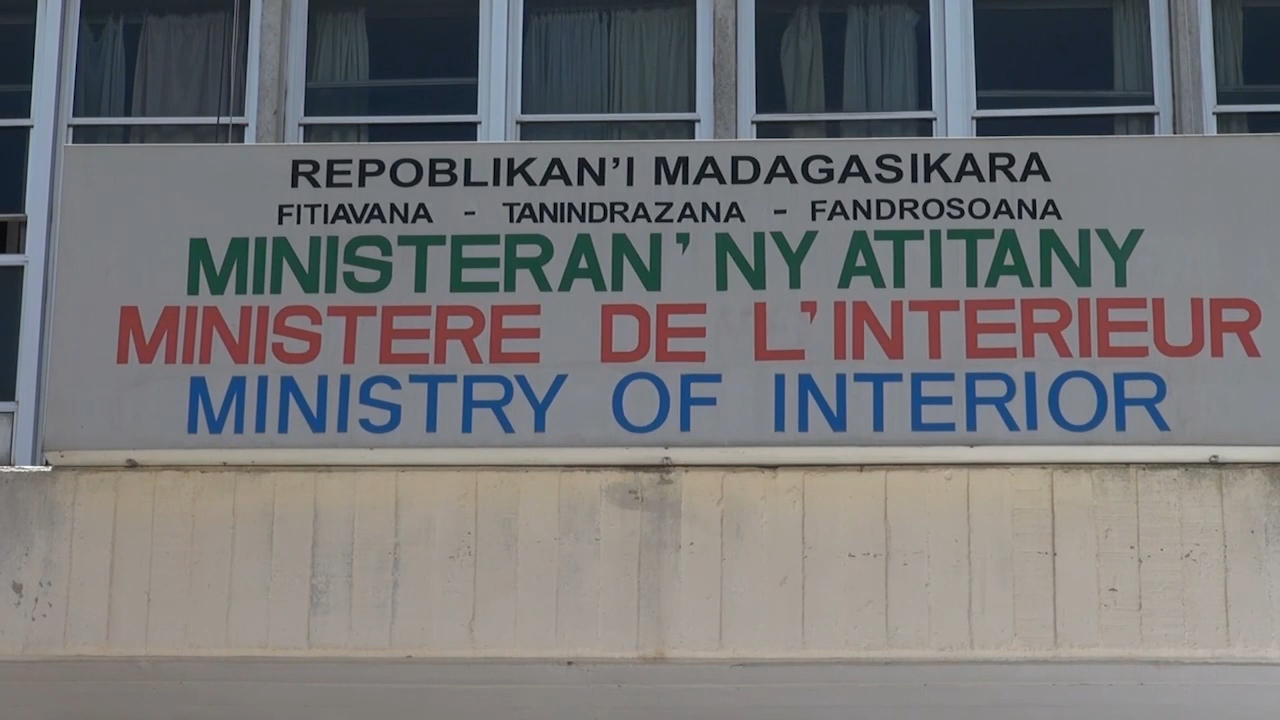 REPOBLIKAN'I MADAGASIKARA
FITIAVANA - TANINDRAZANA - FANDROSOANA
MINISTERAN' NY ATITANY
MINISTERE DE L'INTERIEUR
MINISTRY OF INTERIOR